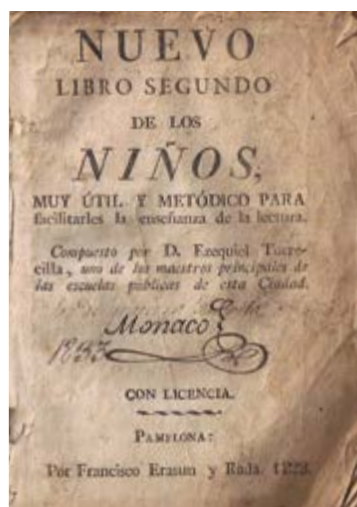 NUEVO
LIBRO SEGUNDO
DE LOS
NIÑOS,
MUY ÚTIL Y METÓDICO PARA
facilitarles la enseñanza de la lectura.
Compuesto por D. Ezequiel Torre-
cilla, uno de los maestros principales de
las escuelas públicas de esta Ciudad.
Monaco
CON LICENCIA.
PAMPLONA:
Por Francisco Erasun y Rada.